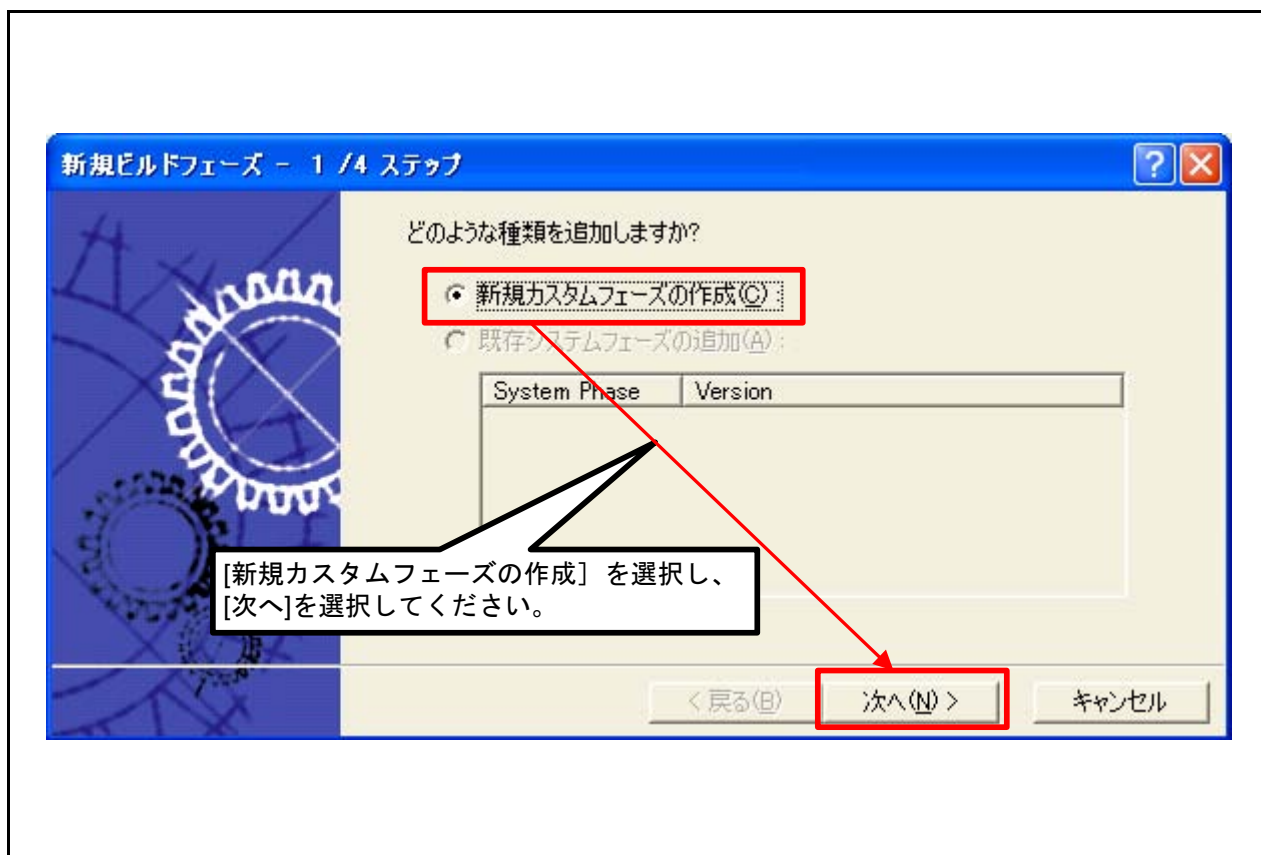 新規ビルドフェーズ - 1 /4 ステップ
どのような種類を追加しますか?
新規カスタムフェーズの作成(C) :
既存システムフェーズの追加(A) :
System Phase Version
[新規カスタムフェーズの作成］を選択し、
[次へ]を選択してください。
< 戻る(B) 次へ(N) > キャンセル